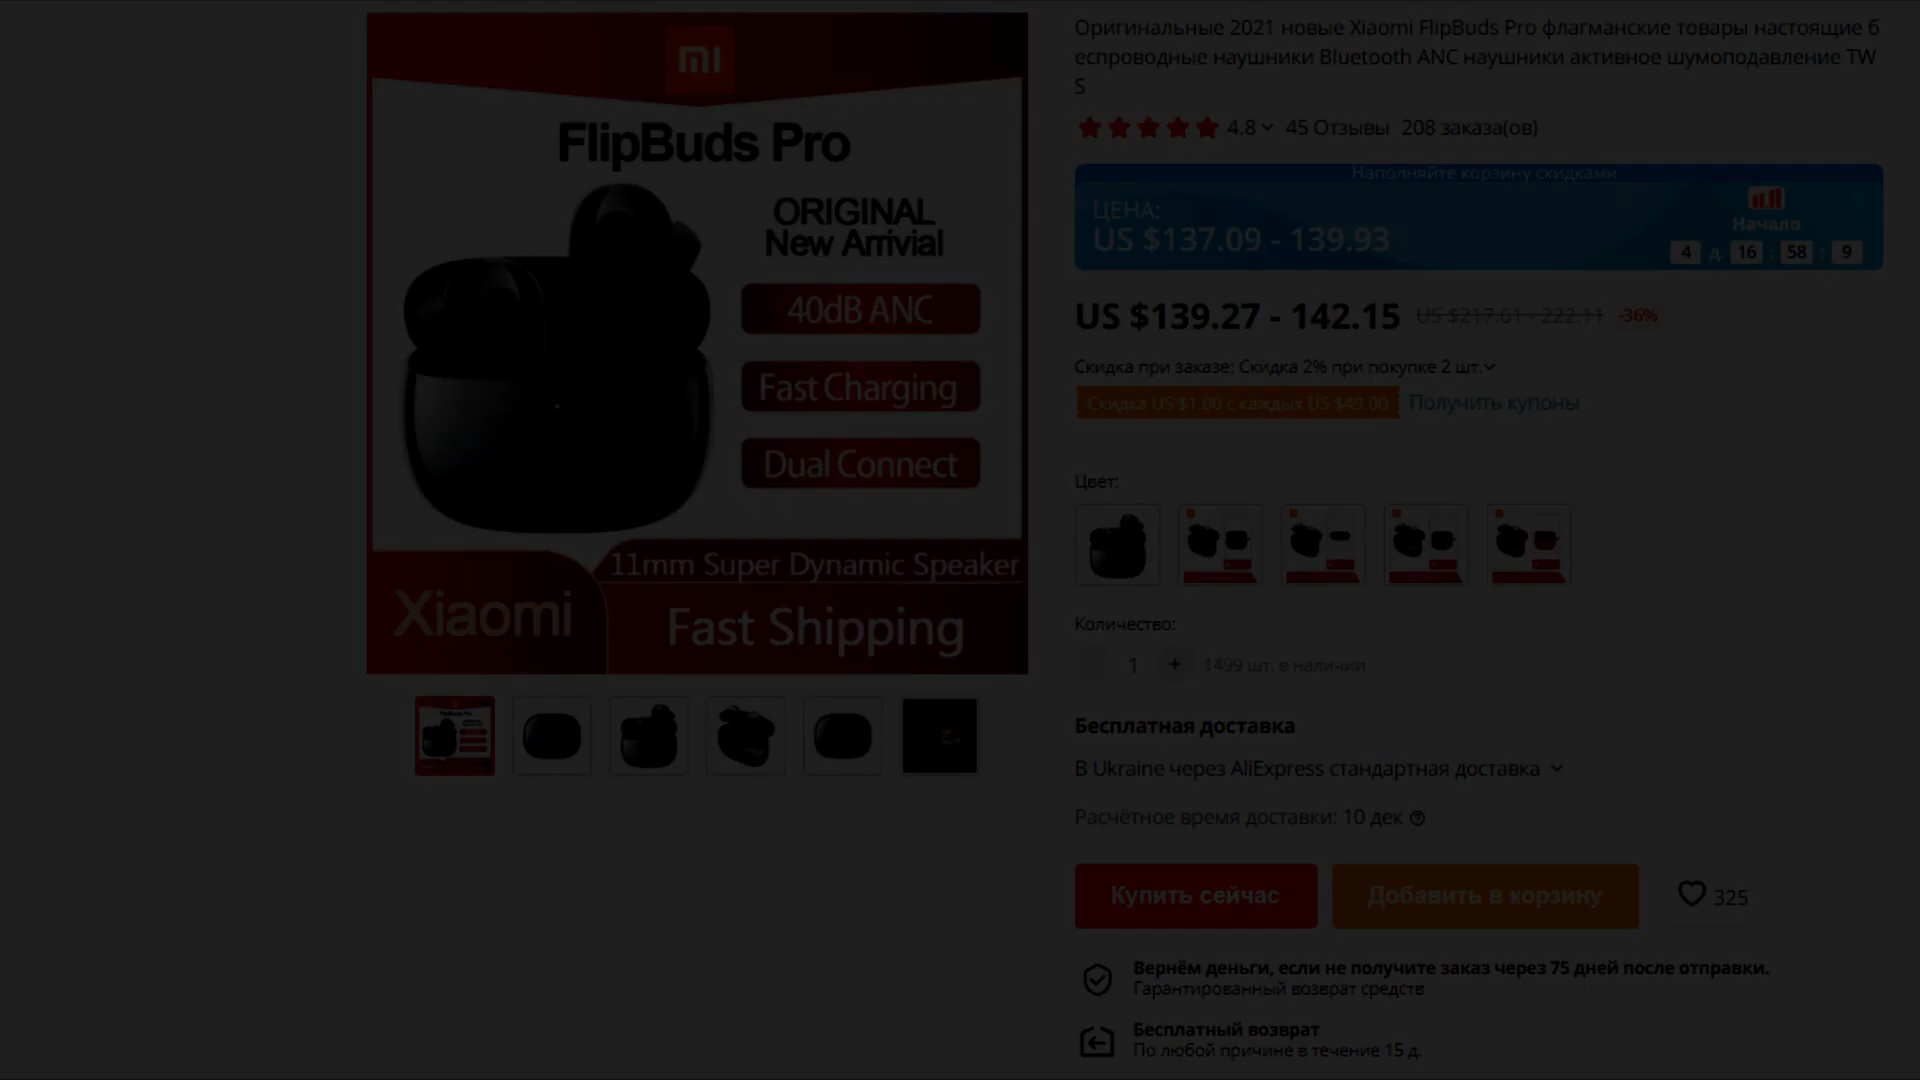 mi
FlipBuds Pro
ORIGINAL
New Arrivial
40dB ANC
Fast Charging
Dual Connect
11mm Super Dynamic Speaker
Xiaomi
Fast Shipping
Оригинальные 2021 новые Xiaomi FlipBuds Pro флагманские товары настоящие б
еспроводные наушники Bluetooth ANC наушники активное шумоподавление TW
S
4.8 45 Отзывы 208 заказа(ов)
Наполняйте корзину скидками
ЦЕНА:
US $137.09 - 139.93
Начало
4 д. 16 : 58 : 9
US $139.27 - 142.15 US $217.61 - 222.11 -36%
Скидка при заказе: Скидка 2% при покупке 2 шт.
Скидка US $1.00 с каждых US $49.00 Получить купоны
Цвет:
Количество:
1 + 1499 шт. в наличии
Бесплатная доставка
В Ukraine через AliExpress стандартная доставка
Расчётное время доставки: 10 дек
Купить сейчас Добавить в корзину 325
Вернём деньги, если не получите заказ через 75 дней после отправки.
Гарантированный возврат средств
Бесплатный возврат
По любой причине в течение 15 д.